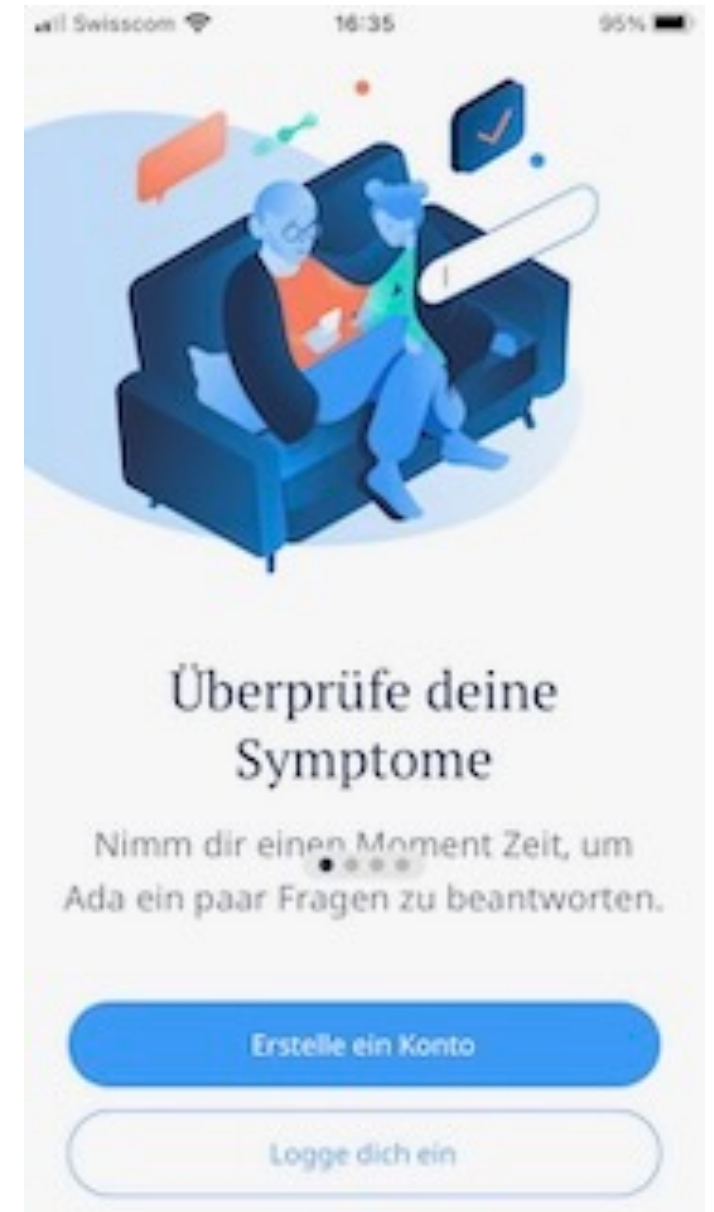 Swisscom 16:35 95%
Überprüfe deine
Symptome
Nimm dir einen Moment Zeit, um
Ada ein paar Fragen zu beantworten.
Erstelle ein Konto
Logge dich ein